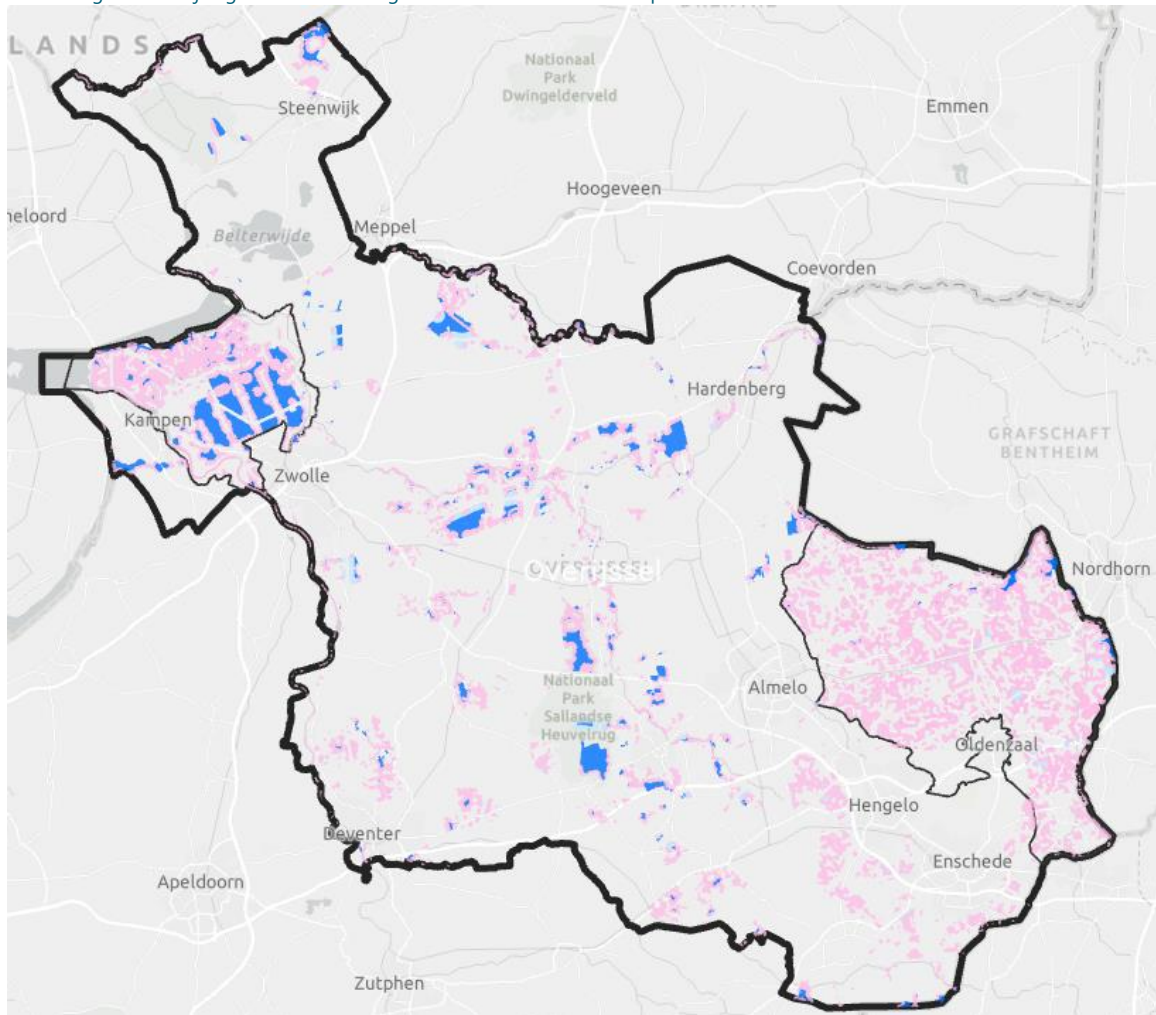 LANDS
Nationaal
Park
Dwingelderveld
Steenwijk
Emmen
Hoogeveen
neloord
Meppel
Belterwijde
Coevorden
Hardenberg
Kampen
GRAFSCHAFT
BENTHEIM
Zwolle
Overijssel
Nordhorn
Nationaal
Park
Sallandse
Heuvelrug
Almelo
Oldenzaal
Hengelo
Deventer
Enschede
Apeldoorn
Zutphen